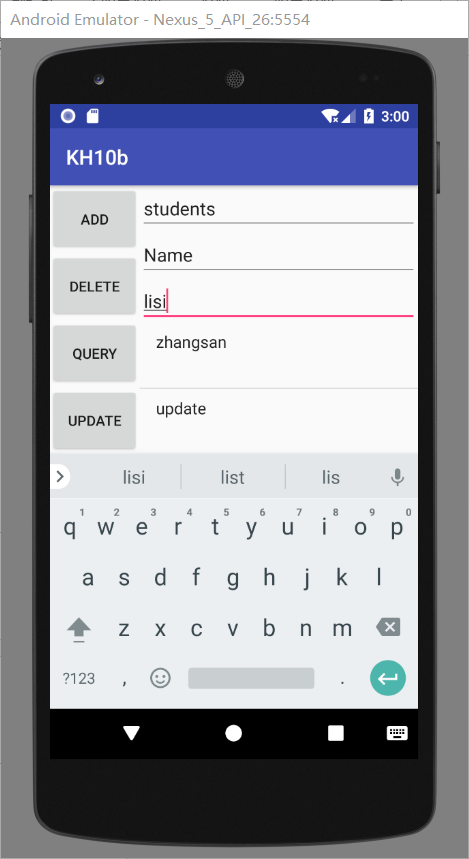 Android Emulator - Nexus_5_API_26:5554
3:00
KH10b
ADD
students
Name
DELETE
lisi
QUERY
zhangsan
UPDATE
update
lisi list lis
1 2 3 4 5 6 7 8 9 0
q w e r t y u i o p
a s d f g h j k l
z x c v b n m
?123 , .